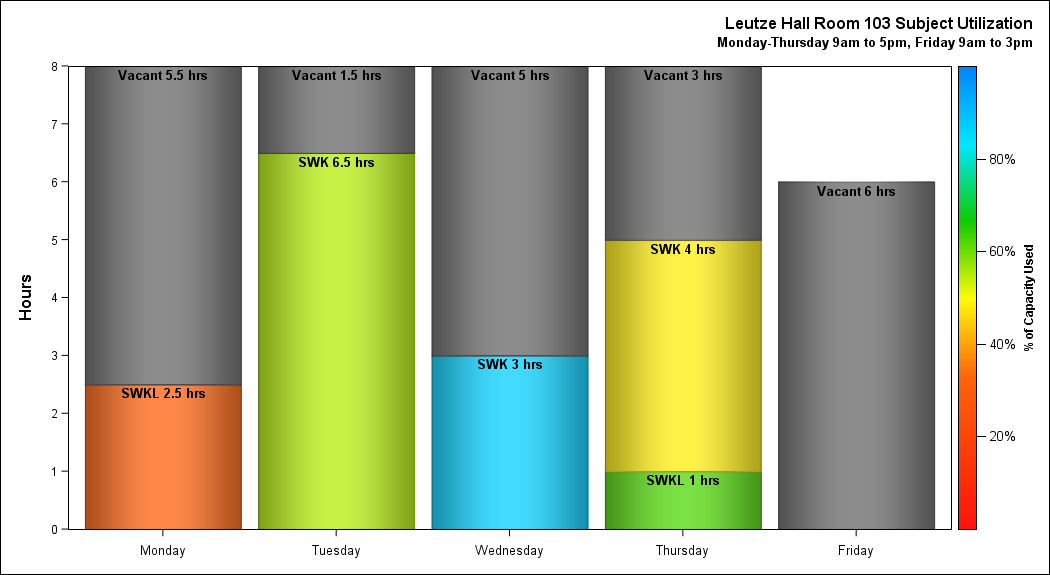 Leutze Hall Room 103 Subject Utilization
Monday-Thursday 9am to 5pm, Friday 9am to 3pm
8
7
6
5
4
3
2
1
0
Hours
Vacant 5.5 hrs
SWKL 2.5 hrs
Vacant 1.5 hrs
SWK 6.5 hrs
Vacant 5 hrs
SWK 3 hrs
Vacant 3 hrs
SWK 4 hrs
SWKL 1 hrs
Vacant 6 hrs
Monday
Tuesday
Wednesday
Thursday
Friday
80%
60%
40%
20%
% of Capacity Used